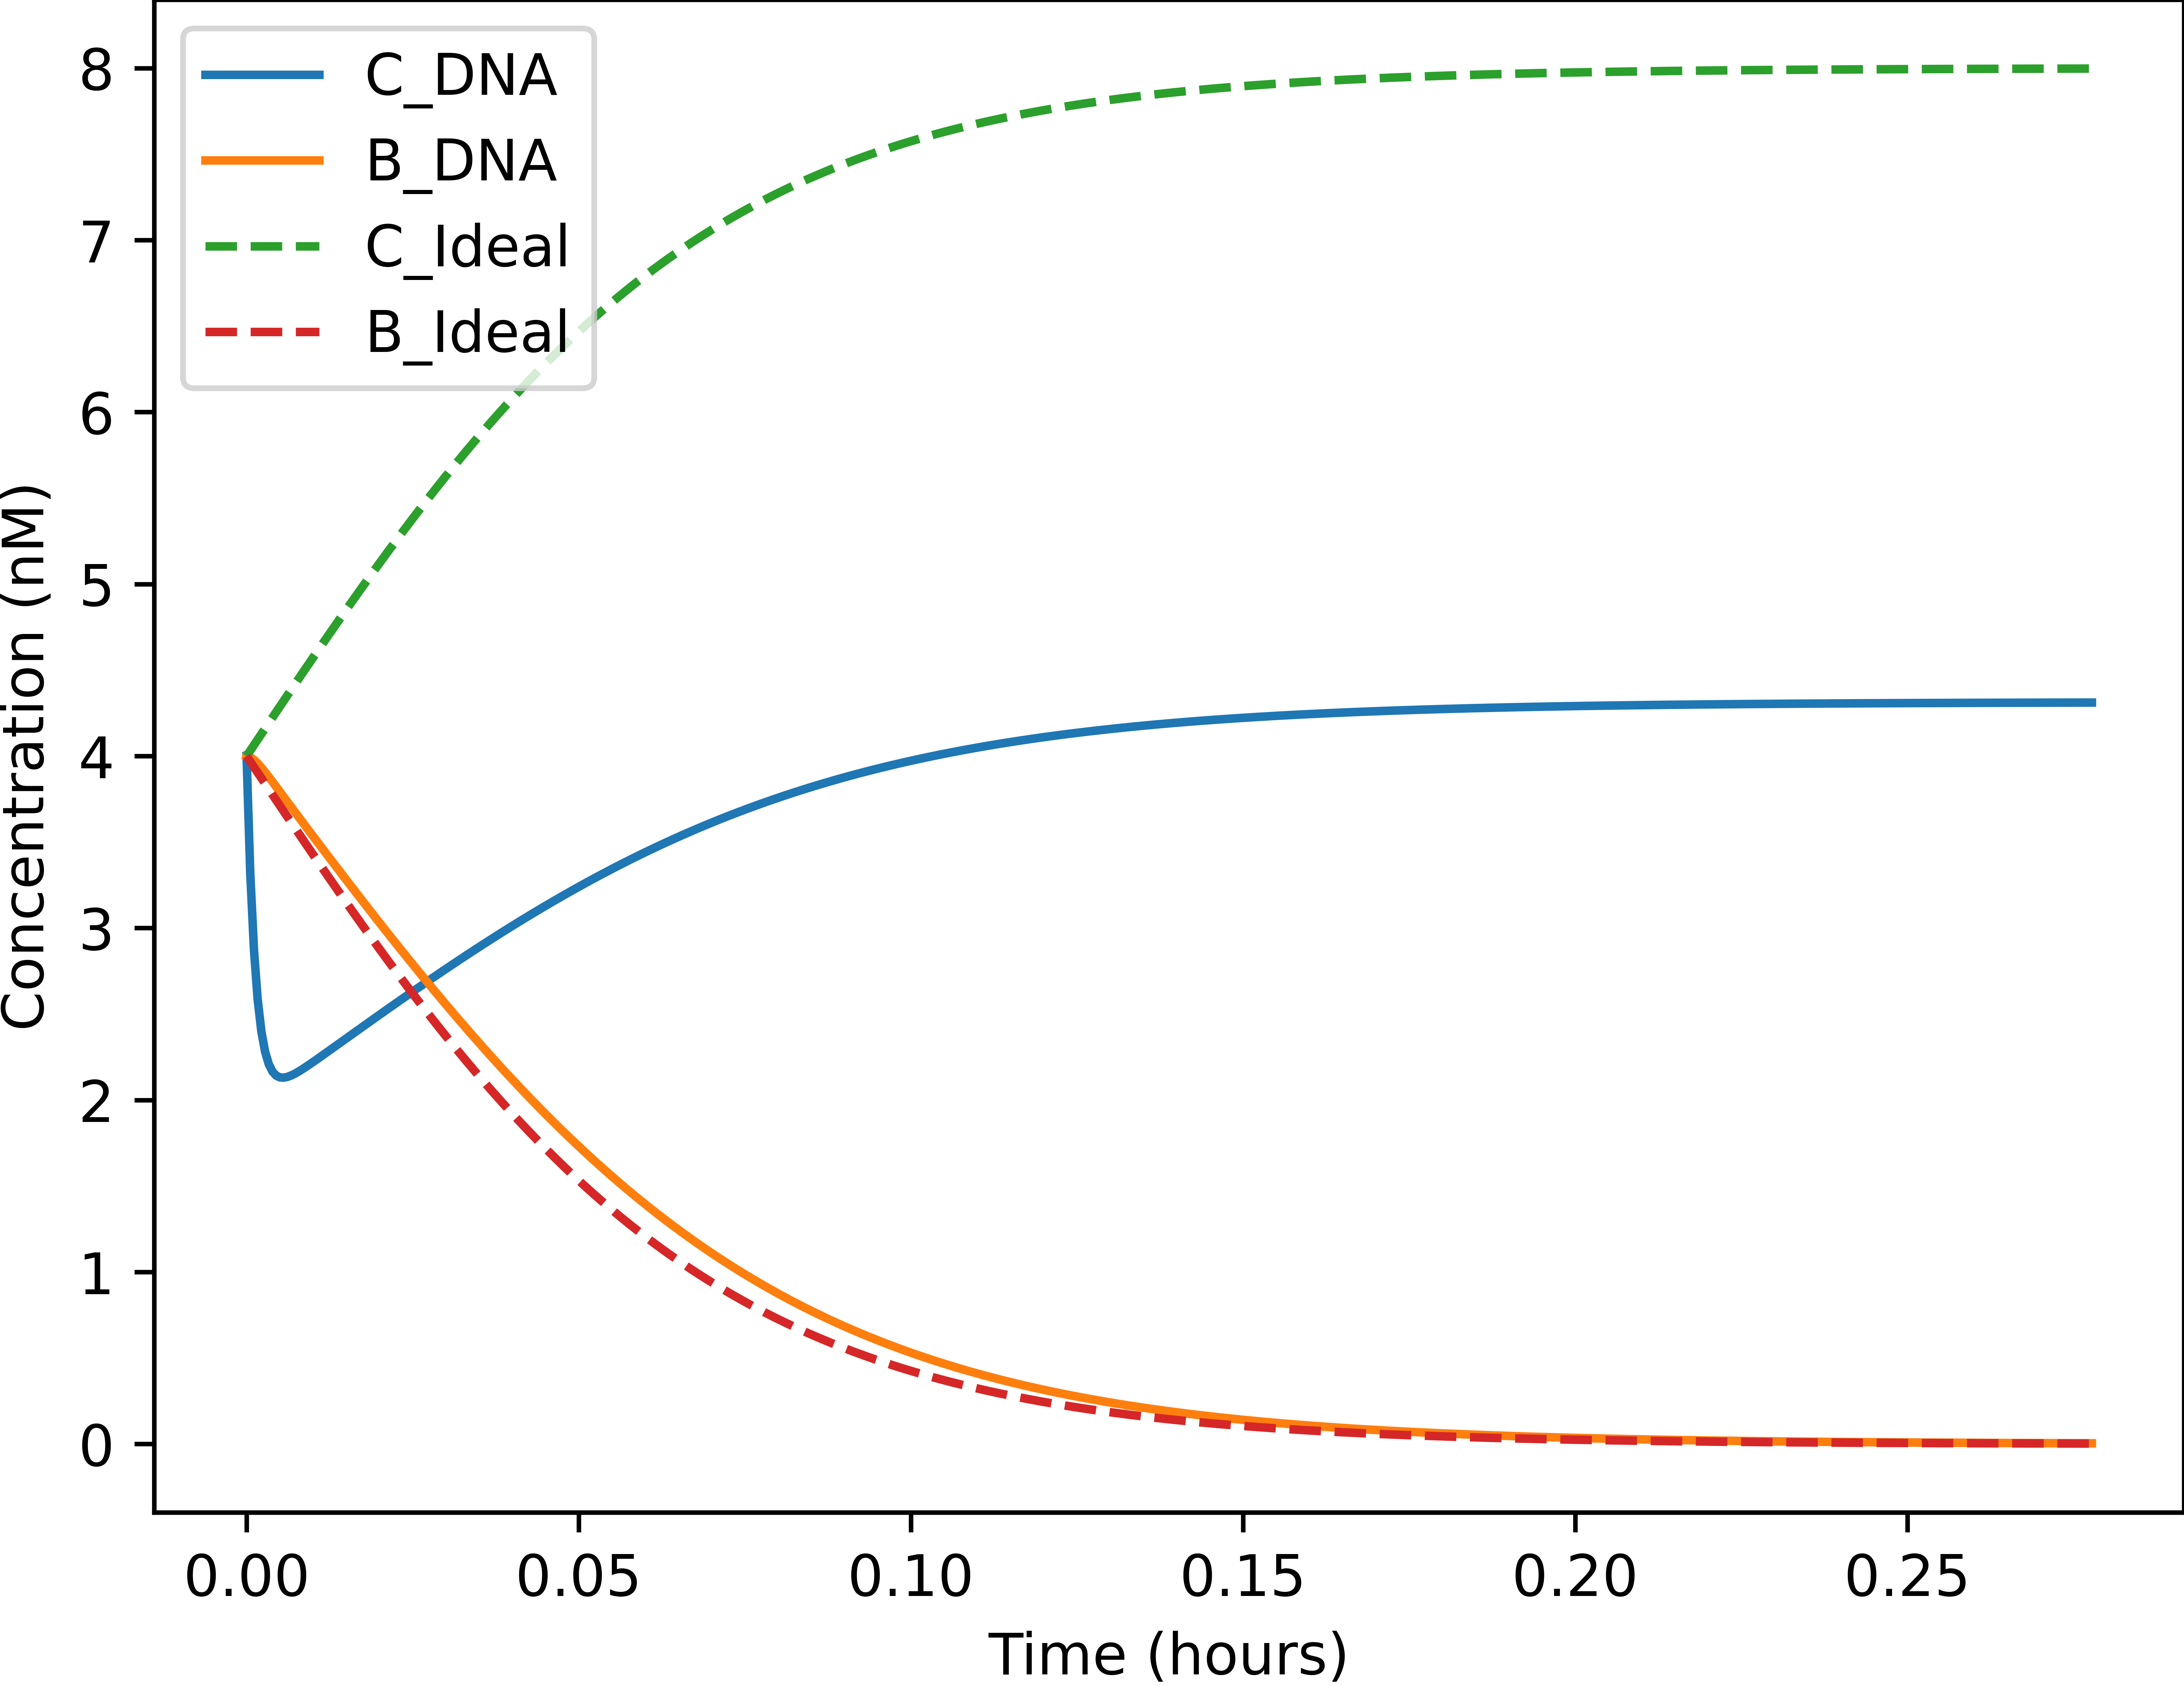 C_DNA
B_DNA
C_Ideal
B_Ideal
8
7
6
5
4
3
2
1
0
Concentration (nM)
0.00 0.05 0.10 0.15 0.20 0.25
Time (hours)